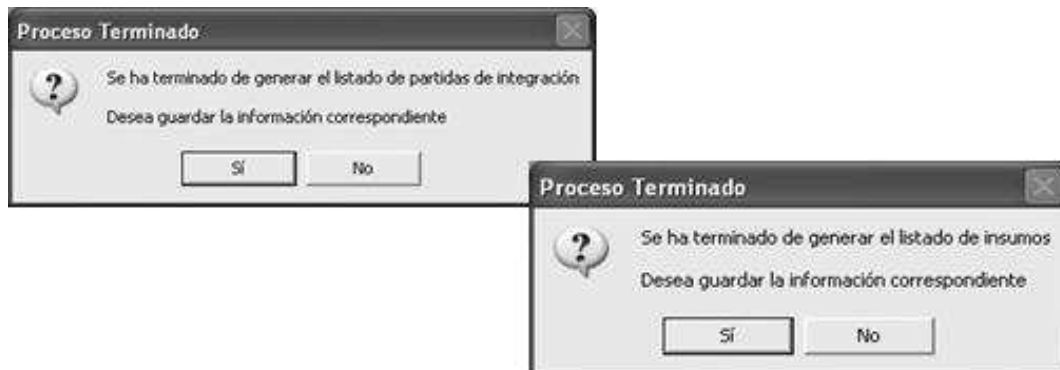 Proceso Terminado
Se ha terminado de generar el listado de partidas de integración
Desea guardar la información correspondiente
Sí No
Proceso Terminado
Se ha terminado de generar el listado de insumos
Desea guardar la información correspondiente
Sí No